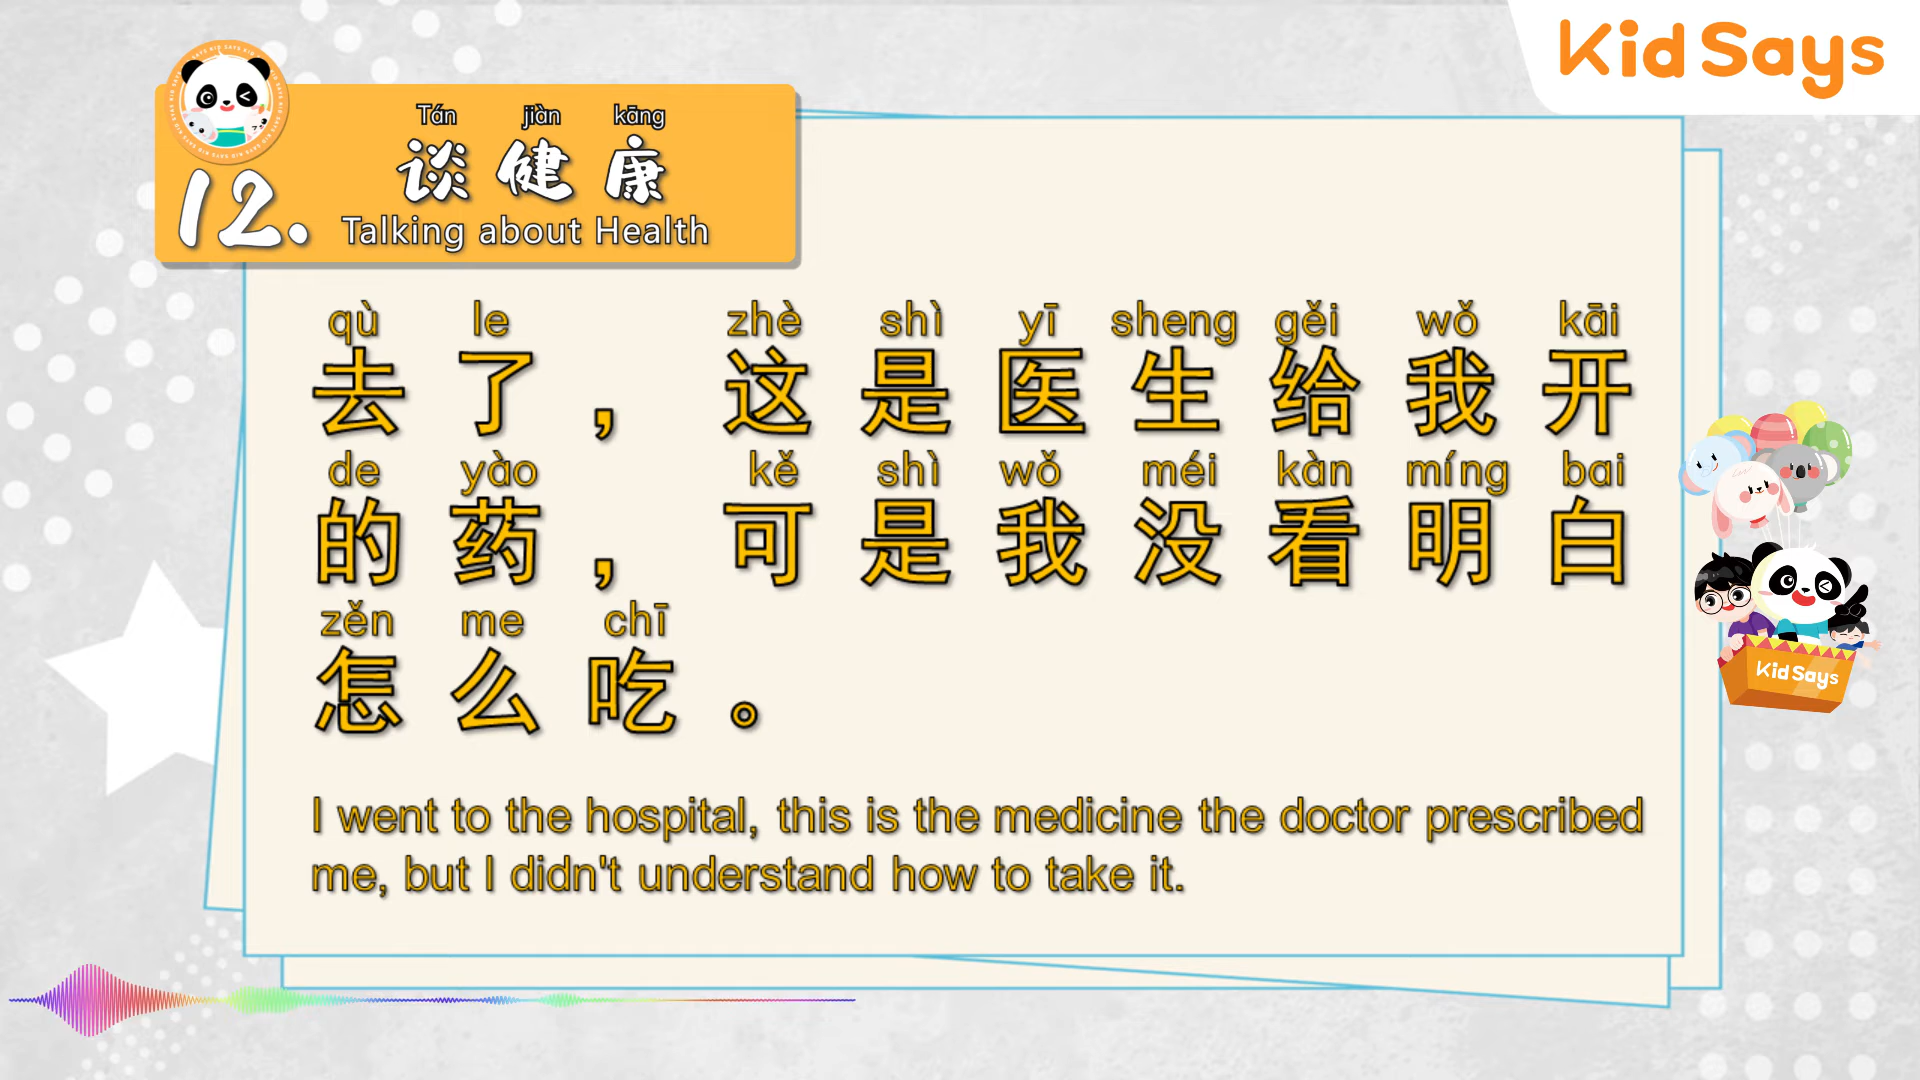 Kid Says
Tán jiàn kāng
谈健康
12.
Talking about Health
qù le zhè shì yī sheng gěi wǒ kāi
去了，这是医生给我开
de yào kě shì wǒ méi kàn míng bai
的药，可是我没看明白
zěn me chī
怎么吃。
I went to the hospital, this is the medicine the doctor prescribed
me, but I didn't understand how to take it.
Kid Says